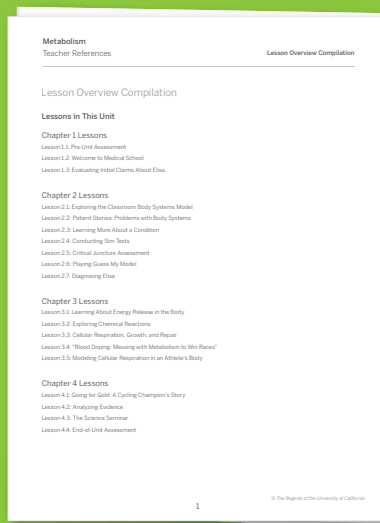 Metabolism
Teacher References
Lesson Overview Compilation
Lesson Overview Compilation
Lessons in This Unit
Chapter 1 Lessons
Lesson 1.1: Pre-Unit Assessment
Lesson 1.2: Welcome to Medical School
Lesson 1.3: Evaluating Initial Claims About Elisa
Chapter 2 Lessons
Lesson 2.1: Exploring the Classroom Body Systems Model
Lesson 2.2: Patient Stories: Problems with Body Systems
Lesson 2.3: Learning More About a Condition
Lesson 2.4: Conducting Sim Tests
Lesson 2.5: Critical Juncture Assessment
Lesson 2.6: Playing Guess My Model
Lesson 2.7: Diagnosing Elisa
Chapter 3 Lessons
Lesson 3.1: Learning About Energy Release in the Body
Lesson 3.2: Exploring Chemical Reactions
Lesson 3.3: Cellular Respiration, Growth, and Repair
Lesson 3.4: "Blood Doping: Messing with Metabolism to Win Races"
Lesson 3.5: Modeling Cellular Respiration in an Athlete's Body
Chapter 4 Lessons
Lesson 4.1: Going for Gold: A Cycling Champion's Story
Lesson 4.2: Analyzing Evidence
Lesson 4.3: The Science Seminar
Lesson 4.4: End-of-Unit Assessment
© The Regents of the University of California
1